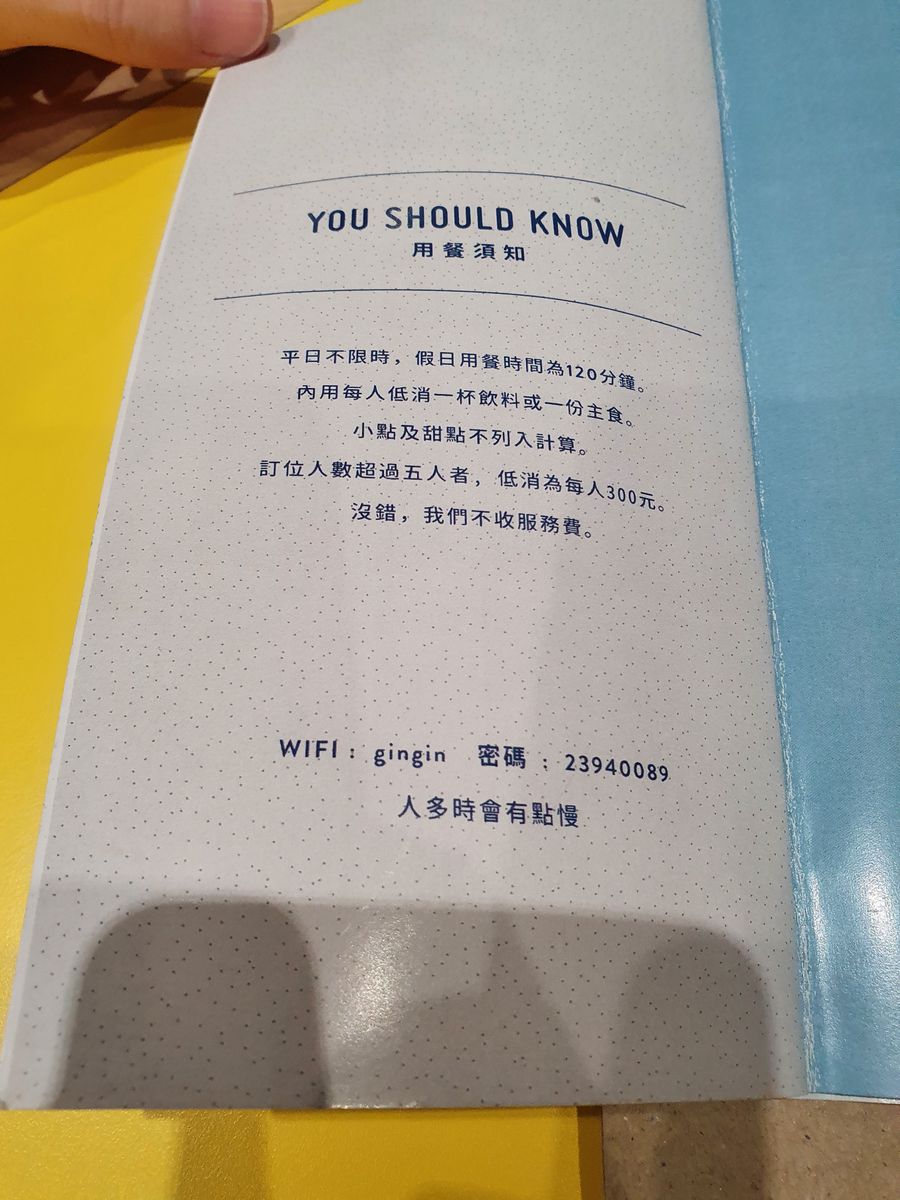 YOU SHOULD KNOW
用餐須知
平日不限時，假日用餐時間為120分鐘。
內用每人低消一杯飲料或一份主食。
小點及甜點不列入計算。
訂位人數超過五人者，低消為每人300元。
沒錯，我們不收服務費。
WIFI：gingin 密碼：23940089
人多時會有點慢